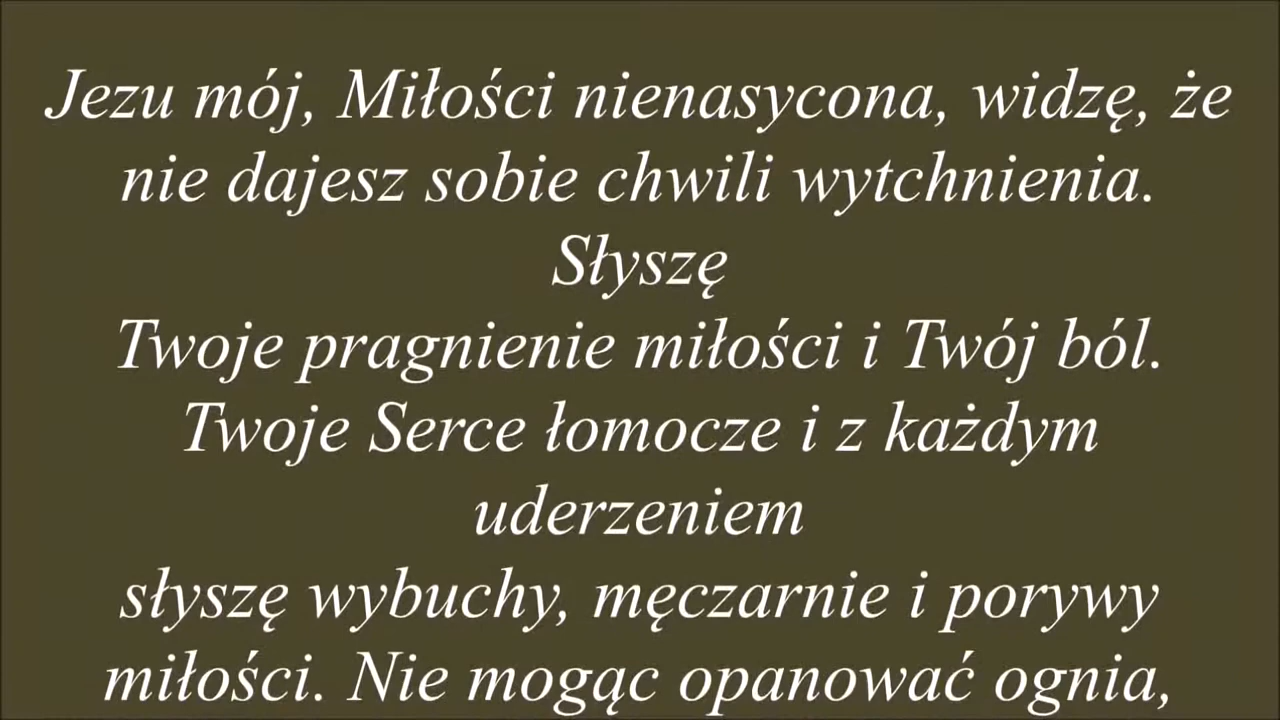 Jezu mój, Miłości nienasycona, widzę, że
nie dajesz sobie chwili wytchnienia.
Słyszę
Twoje pragnienie miłości i Twój ból.
Twoje Serce łomocze i z każdym
uderzeniem
słyszę wybuchy, męczarnie i porywy
miłości. Nie mogąc opanować ognia,